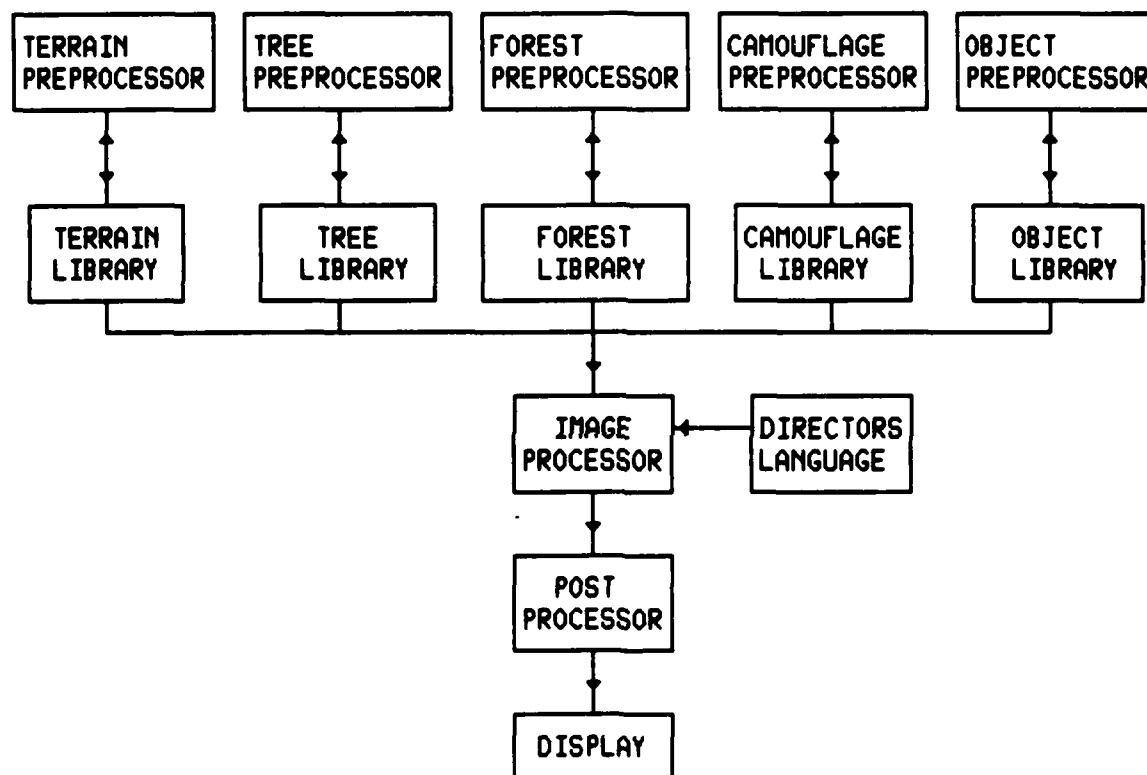 TERRAIN
PREPROCESSOR
TREE
PREPROCESSOR
FOREST
PREPROCESSOR
CAMOUFLAGE
PREPROCESSOR
OBJECT
PREPROCESSOR
TERRAIN
LIBRARY
TREE
LIBRARY
FOREST
LIBRARY
CAMOUFLAGE
LIBRARY
OBJECT
LIBRARY
IMAGE
PROCESSOR
DIRECTORS
LANGUAGE
POST
PROCESSOR
DISPLAY